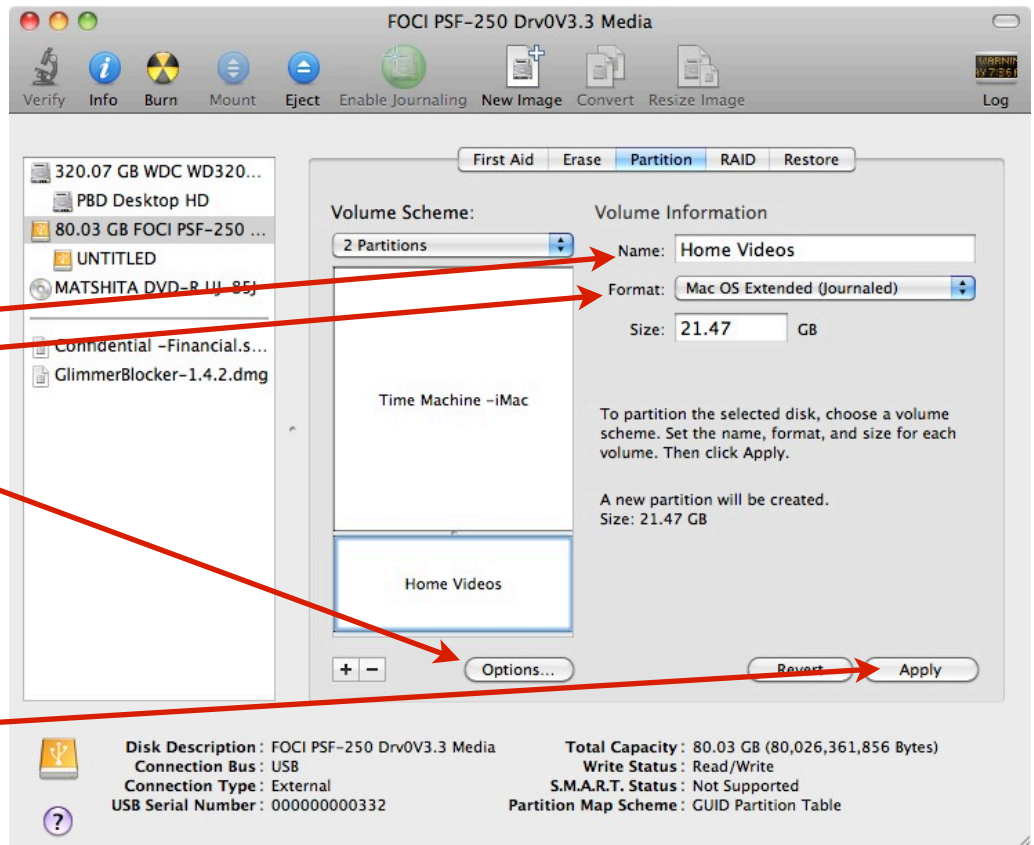 FOCI PSF-250 Drv0V3.3 Media
Verify Info Burn Mount Eject Enable Journaling New Image Convert Resize Image Log
First Aid Erase Partition RAID Restore
320.07 GB WDC WD320...
PBD Desktop HD
80.03 GB FOCI PSF-250 ...
UNTITLED
MATSHITA DVD-R UJ-85J
Confidential -Financial.s...
GlimmerBlocker-1.4.2.dmg
Volume Scheme:
2 Partitions
Time Machine -iMac
Home Videos
+ - Options...
Volume Information
Name: Home Videos
Format: Mac OS Extended (Journaled)
Size: 21.47 GB
To partition the selected disk, choose a volume
scheme. Set the name, format, and size for each
volume. Then click Apply.
A new partition will be created.
Size: 21.47 GB
Revert Apply
Disk Description : FOCI PSF-250 Drv0V3.3 Media
Connection Bus : USB
Connection Type : External
USB Serial Number : 000000000332
Total Capacity : 80.03 GB (80,026,361,856 Bytes)
Write Status : Read/Write
S.M.A.R.T. Status : Not Supported
Partition Map Scheme : GUID Partition Table
?